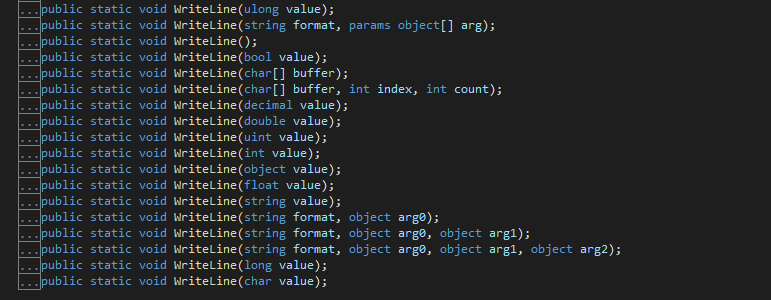 ...public static void WriteLine(ulong value);
...public static void WriteLine(string format, params object[] arg);
...public static void WriteLine();
...public static void WriteLine(bool value);
...public static void WriteLine(char[] buffer);
...public static void WriteLine(char[] buffer, int index, int count);
...public static void WriteLine(decimal value);
...public static void WriteLine(double value);
...public static void WriteLine(uint value);
...public static void WriteLine(int value);
...public static void WriteLine(object value);
...public static void WriteLine(float value);
...public static void WriteLine(string value);
...public static void WriteLine(string format, object arg0);
...public static void WriteLine(string format, object arg0, object arg1);
...public static void WriteLine(string format, object arg0, object arg1, object arg2);
...public static void WriteLine(long value);
...public static void WriteLine(char value);